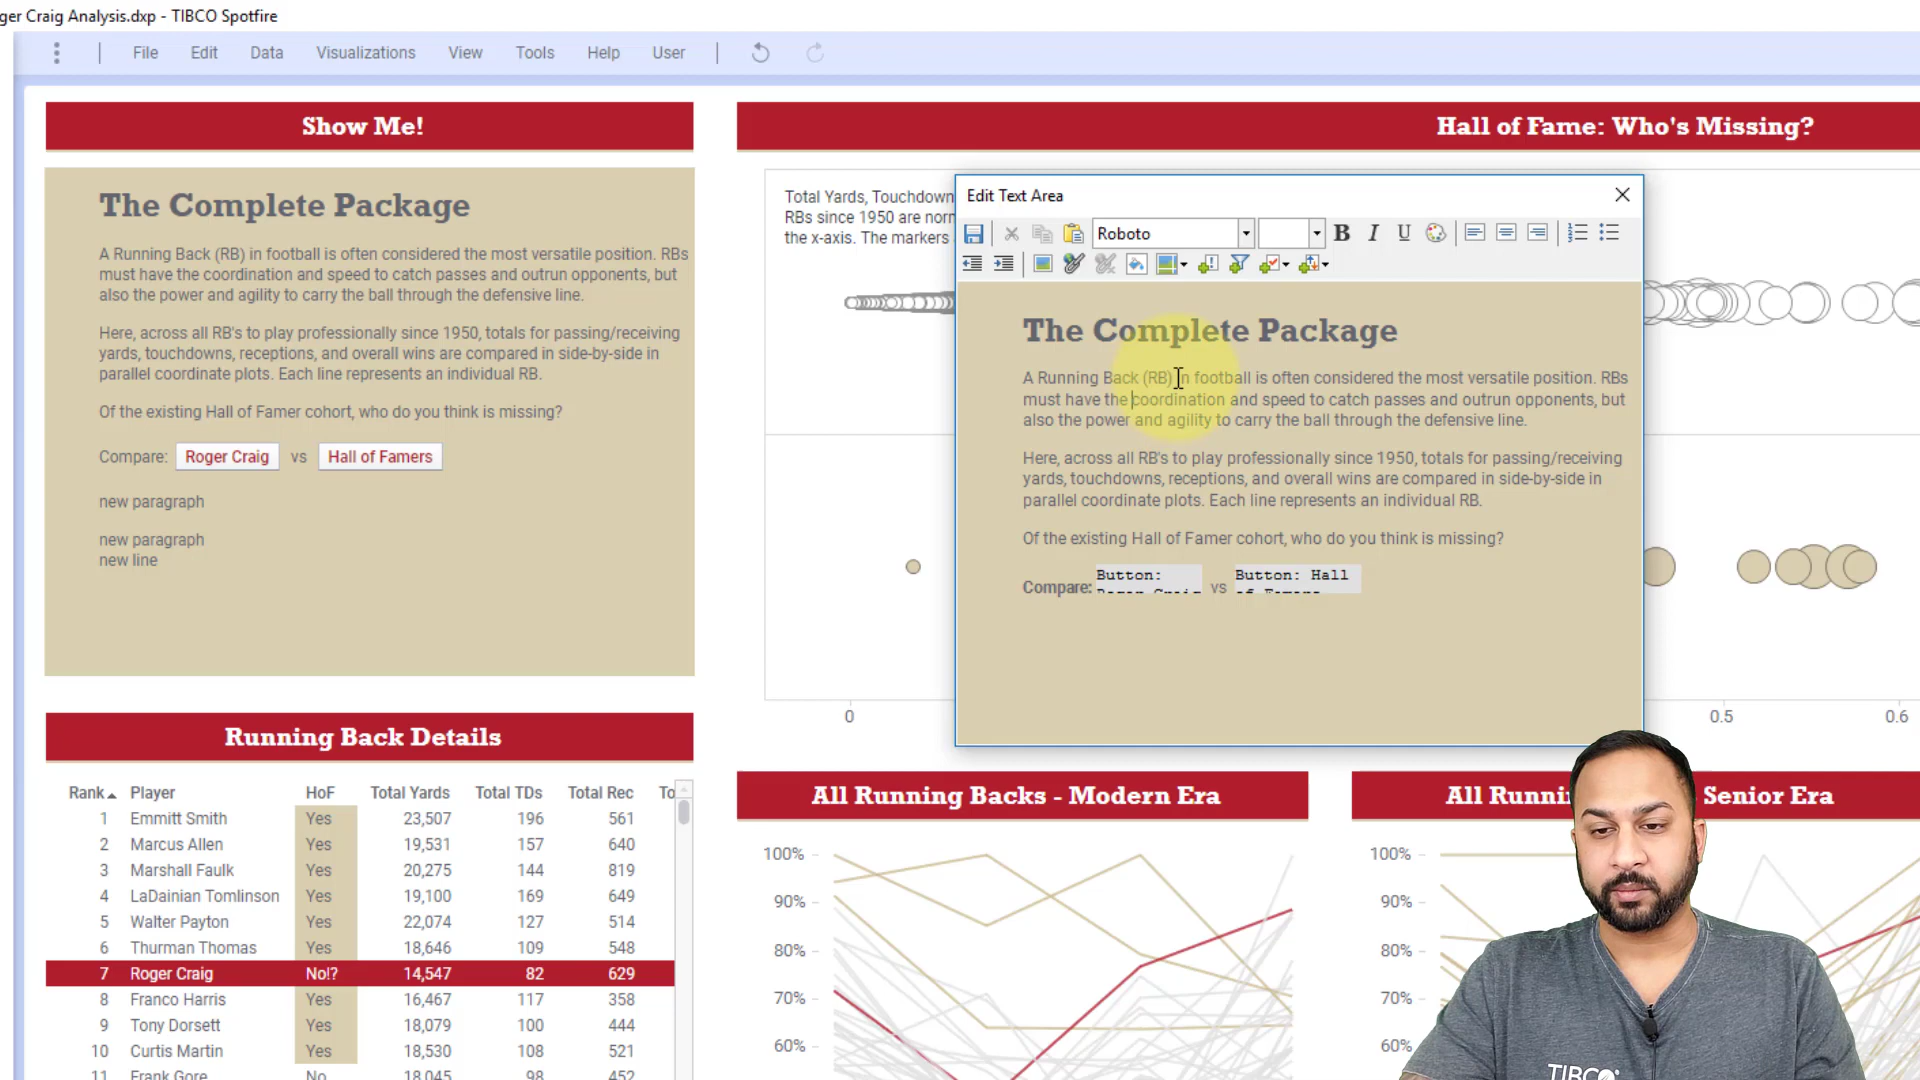 ger Craig Analysis.dxp - TIBCO Spotfire
File Edit Data Visualizations View Tools Help User
Show Me!
The Complete Package
A Running Back (RB) in football is often considered the most versatile position. RBs
must have the coordination and speed to catch passes and outrun opponents, but
also the power and agility to carry the ball through the defensive line.
Here, across all RB's to play professionally since 1950, totals for passing/receiving
yards, touchdowns, receptions, and overall wins are compared in side-by-side in
parallel coordinate plots. Each line represents an individual RB.
Of the existing Hall of Famer cohort, who do you think is missing?
Compare: Roger Craig vs Hall of Famers
new paragraph
new paragraph
new line
Running Back Details
Rank Player HoF Total Yards Total TDs Total Rec To
1 Emmitt Smith Yes 23,507 196 561
2 Marcus Allen Yes 19,531 157 640
3 Marshall Faulk Yes 20,275 144 819
4 LaDainian Tomlinson Yes 19,100 169 649
5 Walter Payton Yes 22,074 127 514
6 Thurman Thomas Yes 18,646 109 548
7 Roger Craig No!? 14,547 82 629
8 Franco Harris Yes 16,467 117 358
9 Tony Dorsett Yes 18,079 100 444
10 Curtis Martin Yes 18,530 108 521
11 Frank Gore No 18,045 98 452
Hall of Fame: Who's Missing?
Total Yards, Touchdown
RBs since 1950 are norm
the x-axis. The markers
0 0.5 0.6
Edit Text Area
Roboto
B I U
The Complete Package
A Running Back (RB) in football is often considered the most versatile position. RBs
must have the coordination and speed to catch passes and outrun opponents, but
also the power and agility to carry the ball through the defensive line.
Here, across all RB's to play professionally since 1950, totals for passing/receiving
yards, touchdowns, receptions, and overall wins are compared in side-by-side in
parallel coordinate plots. Each line represents an individual RB.
Of the existing Hall of Famer cohort, who do you think is missing?
Compare: Button: Roger Craig vs Button: Hall of Famers
All Running Backs - Modern Era
100%
90%
80%
70%
60%
All Runni Senior Era
100%
90%
80%
70%
60%
TIBCO